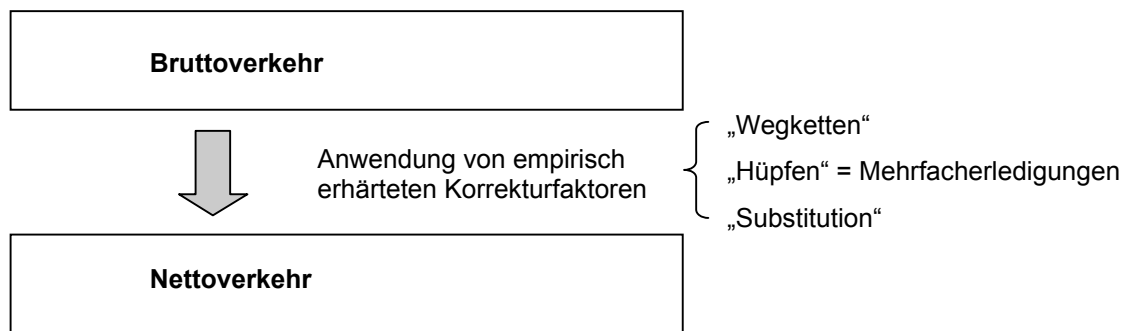 Bruttoverkehr
Anwendung von empirisch
erhärteten Korrekturfaktoren
„Wegketten“
„Hüpfen“ = Mehrfacherledigungen
„Substitution“
Nettoverkehr